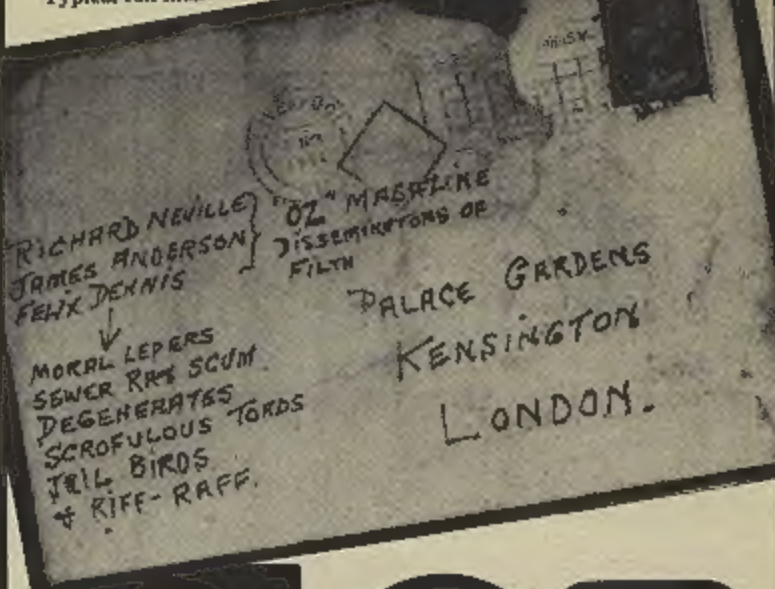 RICHARD NEVILLE
JAMES ANDERSON
FELIX DENNIS
"OZ" MAGAZINE
DISSEMINATORS OF
FILTH
MORAL LEPERS
SEWER RAT SCUM
DEGENERATES
SCROFULOUS TORDS
JAIL BIRDS
& RIFF-RAFF.
PALACE GARDENS
KENSINGTON
LONDON.